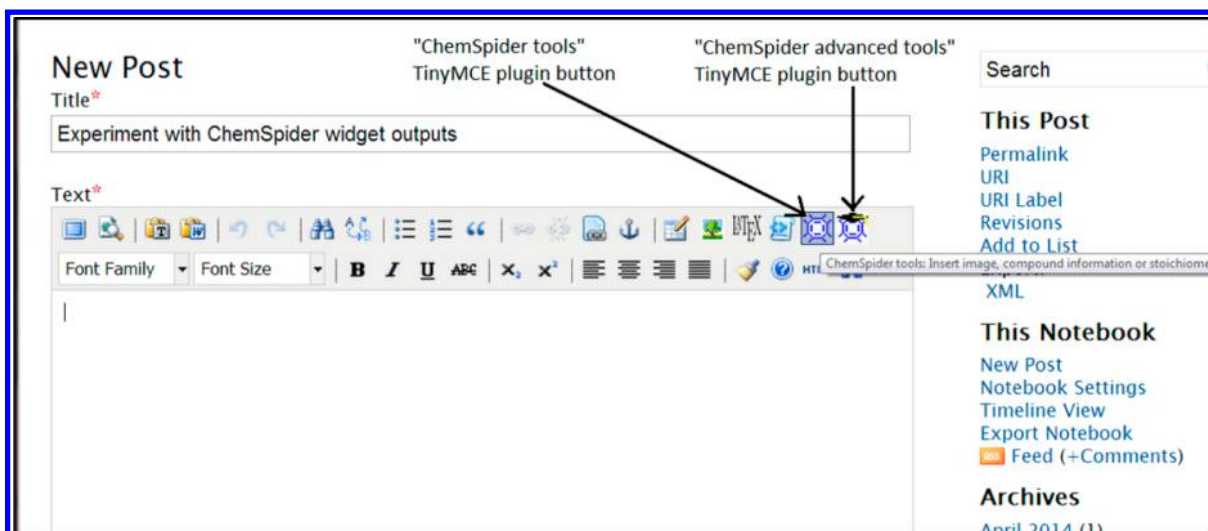 "ChemSpider tools"
TinyMCE plugin button
"ChemSpider advanced tools"
TinyMCE plugin button
New Post
Title*
Experiment with ChemSpider widget outputs
Text*
LATEX
Font Family
Font Size
B I U ABC X₂ X²
ChemSpider tools: Insert image, compound information or stoichiome
Search
This Post
Permalink
URI
URI Label
Revisions
Add to List
XML
This Notebook
New Post
Notebook Settings
Timeline View
Export Notebook
Feed (+Comments)
Archives
April 2014 (1)